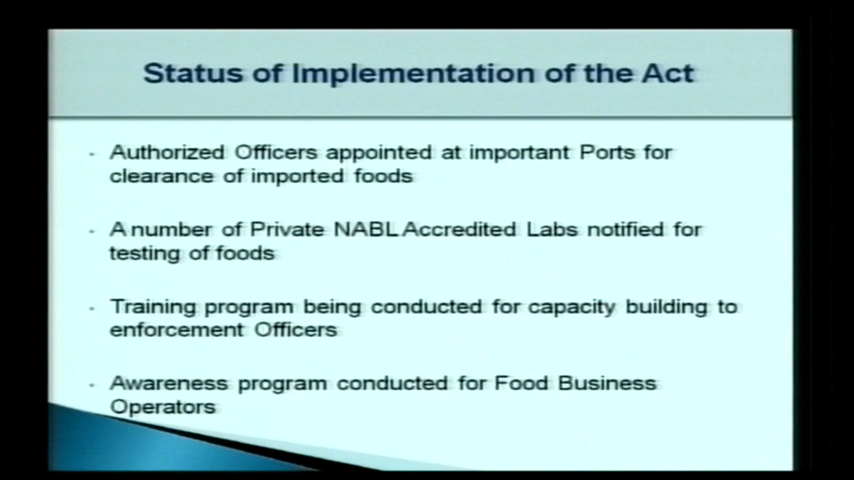 Status of Implementation of the Act
· Authorized Officers appointed at important Ports for
clearance of imported foods
· A number of Private NABL Accredited Labs notified for
testing of foods
· Training program being conducted for capacity building to
enforcement Officers
· Awareness program conducted for Food Business
Operators